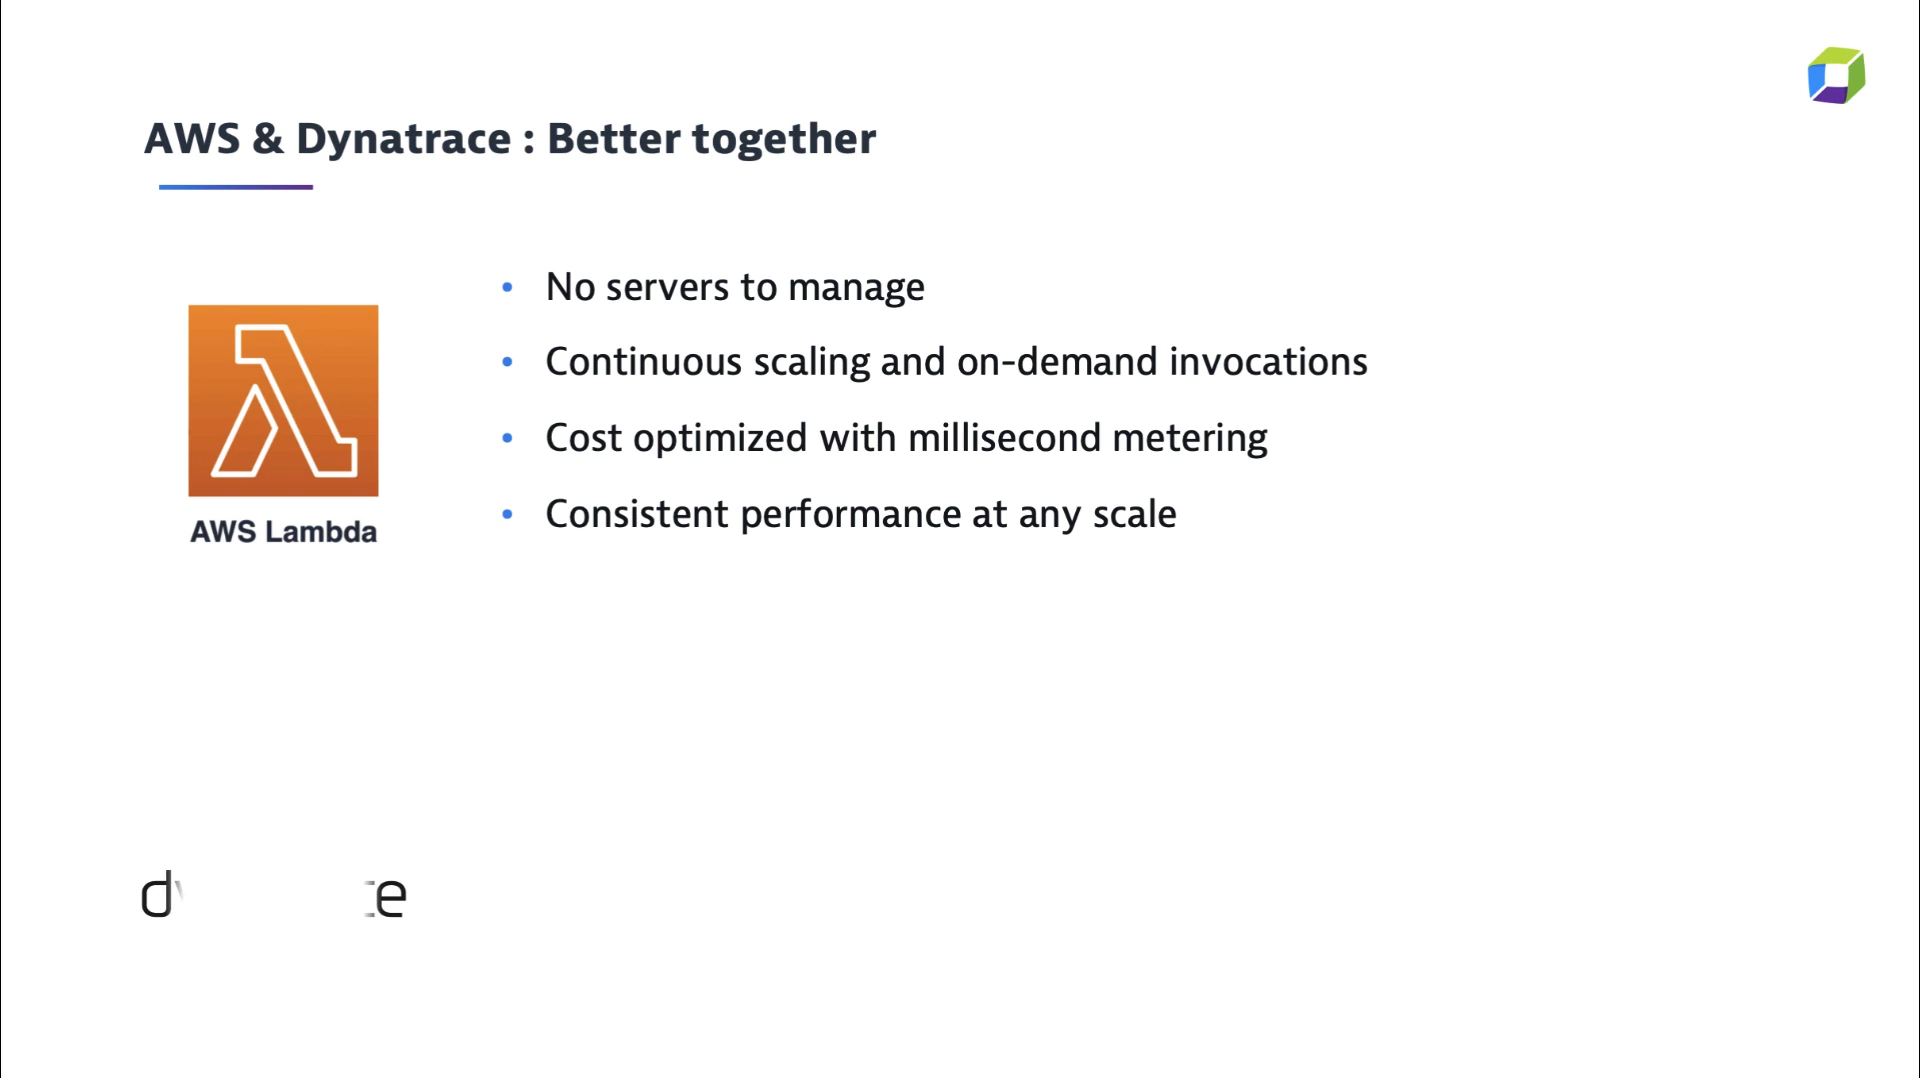 AWS & Dynatrace : Better together
• No servers to manage
• Continuous scaling and on-demand invocations
• Cost optimized with millisecond metering
• Consistent performance at any scale
AWS Lambda